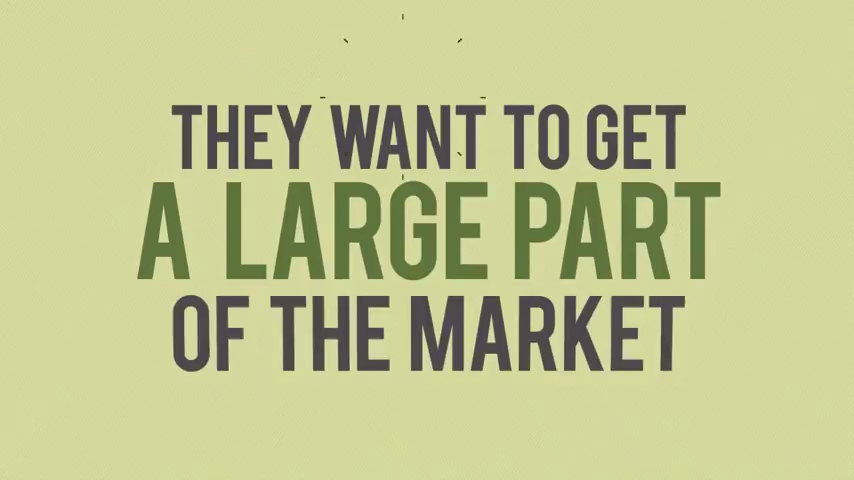 THEY WANT TO GET
A LARGE PART
OF THE MARKET